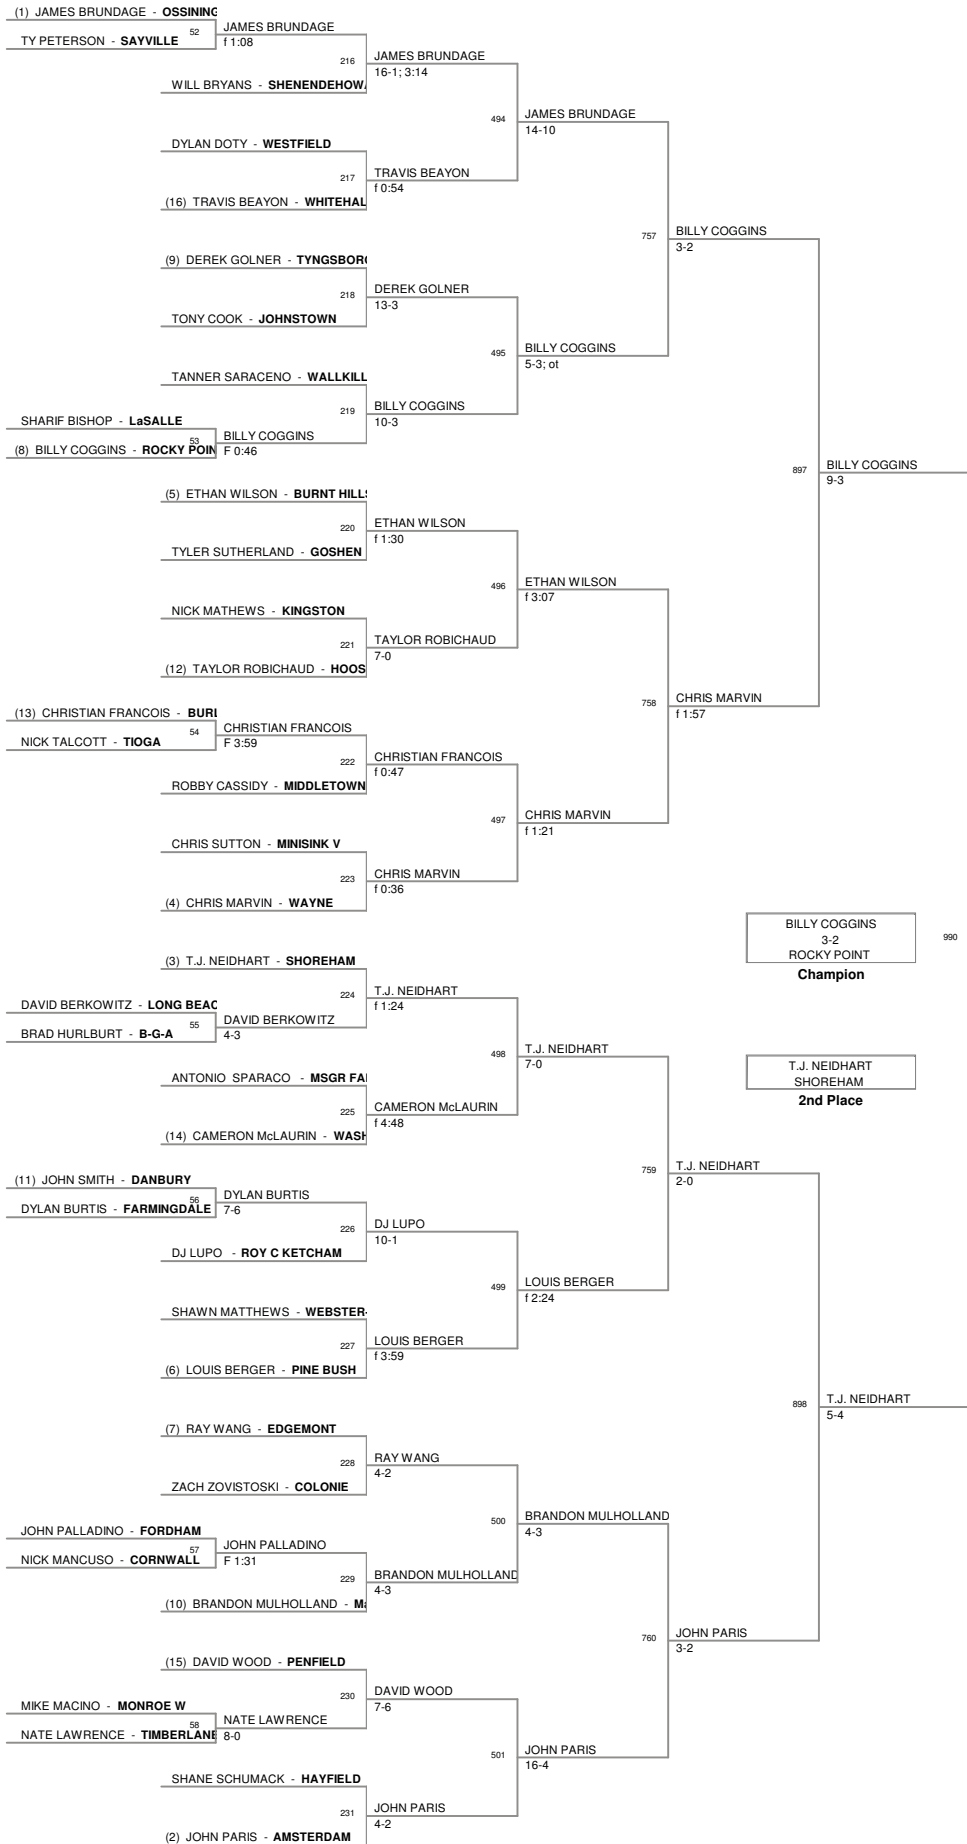 (1) JAMES BRUNDAGE - OSSINING
52
JAMES BRUNDAGE
TY PETERSON - SAYVILLE
f 1:08
216
JAMES BRUNDAGE
16-1; 3:14
WILL BRYANS - SHENENDEHOWA
494
JAMES BRUNDAGE
14-10
DYLAN DOTY - WESTFIELD
217
TRAVIS BEAYON
f 0:54
(16) TRAVIS BEAYON - WHITEHAL
757
BILLY COGGINS
3-2
(9) DEREK GOLNER - TYNGSBORO
218
DEREK GOLNER
13-3
TONY COOK - JOHNSTOWN
495
BILLY COGGINS
5-3; ot
TANNER SARACENO - WALLKILL
219
BILLY COGGINS
10-3
SHARIF BISHOP - LaSALLE
53
BILLY COGGINS
(8) BILLY COGGINS - ROCKY POIN
F 0:46
897
BILLY COGGINS
9-3
(5) ETHAN WILSON - BURNT HILLS
220
ETHAN WILSON
f 1:30
TYLER SUTHERLAND - GOSHEN
496
ETHAN WILSON
f 3:07
NICK MATHEWS - KINGSTON
221
TAYLOR ROBICHAUD
7-0
(12) TAYLOR ROBICHAUD - HOOS
758
CHRIS MARVIN
f 1:57
(13) CHRISTIAN FRANCOIS - BURL
54
CHRISTIAN FRANCOIS
NICK TALCOTT - TIOGA
F 3:59
222
CHRISTIAN FRANCOIS
f 0:47
ROBBY CASSIDY - MIDDLETOWN
497
CHRIS MARVIN
f 1:21
CHRIS SUTTON - MINISINK V
223
CHRIS MARVIN
f 0:36
(4) CHRIS MARVIN - WAYNE
BILLY COGGINS
3-2
ROCKY POINT
990
Champion
(3) T.J. NEIDHART - SHOREHAM
224
T.J. NEIDHART
f 1:24
DAVID BERKOWITZ - LONG BEAC
55
DAVID BERKOWITZ
BRAD HURLBURT - B-G-A
4-3
498
T.J. NEIDHART
7-0
T.J. NEIDHART
SHOREHAM
2nd Place
ANTONIO SPARACO - MSGR FA
225
CAMERON McLAURIN
f 4:48
(14) CAMERON McLAURIN - WASH
759
T.J. NEIDHART
2-0
(11) JOHN SMITH - DANBURY
56
DYLAN BURTIS
DYLAN BURTIS - FARMINGDALE
7-6
226
DJ LUPO
10-1
DJ LUPO - ROY C KETCHAM
499
LOUIS BERGER
f 2:24
SHAWN MATTHEWS - WEBSTER-
227
LOUIS BERGER
f 3:59
(6) LOUIS BERGER - PINE BUSH
898
T.J. NEIDHART
5-4
(7) RAY WANG - EDGEMONT
228
RAY WANG
4-2
ZACH ZOVISTOSKI - COLONIE
500
BRANDON MULHOLLAND
4-3
JOHN PALLADINO - FORDHAM
57
JOHN PALLADINO
NICK MANCUSO - CORNWALL
F 1:31
229
BRANDON MULHOLLAND
4-3
(10) BRANDON MULHOLLAND - Ma
760
JOHN PARIS
3-2
(15) DAVID WOOD - PENFIELD
230
DAVID WOOD
7-6
MIKE MACINO - MONROE W
58
NATE LAWRENCE
NATE LAWRENCE - TIMBERLANE
8-0
501
JOHN PARIS
16-4
SHANE SCHUMACK - HAYFIELD
231
JOHN PARIS
4-2
(2) JOHN PARIS - AMSTERDAM